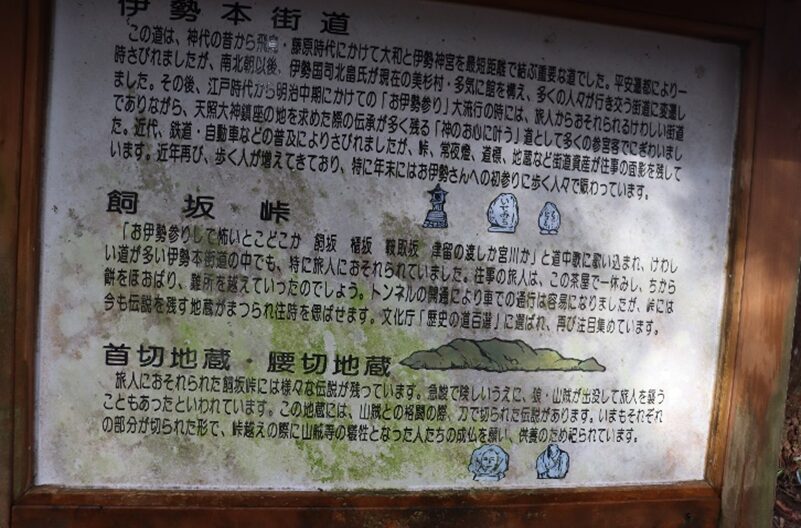 伊勢本街道
この道は、神代の昔から飛鳥・藤原時代にかけて大和と伊勢神宮を最短距離で結ぶ重要な道でした。平安遷都により一
時さびれましたが、南北朝以後、伊勢国司北畠氏が現在の美杉村・多気に館を構え、多くの人々が行き交う街道に変遷し
ました。その後、江戸時代から明治中期にかけての「お伊勢参り」大流行の時には、旅人からおそれられるけわしい街道
でありながら、天照大神鎮座の地を求めた際の伝承が多く残る「神のお心に叶う」道として多くの参宮客でにぎわいまし
た。近代、鉄道・自動車などの普及によりさびれましたが、峠、常夜燈、道標、地蔵など街道資産が往事の面影を残して
います。近年再び、歩く人が増えてきており、特に年末にはお伊勢さんへの初参りに歩く人々で賑わっています。
飼坂峠
「お伊勢参りして怖いとこどこか 飼坂 櫃坂 鞍取坂 津留の渡しか宮川か」と道中歌に歌い込まれ、けわし
い道が多い伊勢本街道の中でも、特に旅人におそれられていました。往事の旅人は、この茶屋で一休みし、ちから
餅をほおばり、難所を越えていったのでしょう。トンネルの開通により車での通行は容易になりましたが、峠には
今も伝説を残す地蔵がまつられ往時を偲ばせます。文化庁「歴史の道百選」に選ばれ、再び注目集めています。
首切地蔵・腰切地蔵
旅人におそれられた飼坂峠には様々な伝説が残っています。急峻で険しいうえに、狼・山賊が出没して旅人を襲う
こともあったといわれています。この地蔵には、山賊との格闘の際、刀で切られた伝説があります。いまもそれぞれ
の部分が切られた形で、峠越えの際に山賊等の犠牲となった人たちの成仏を願い、供養のため祀られています。